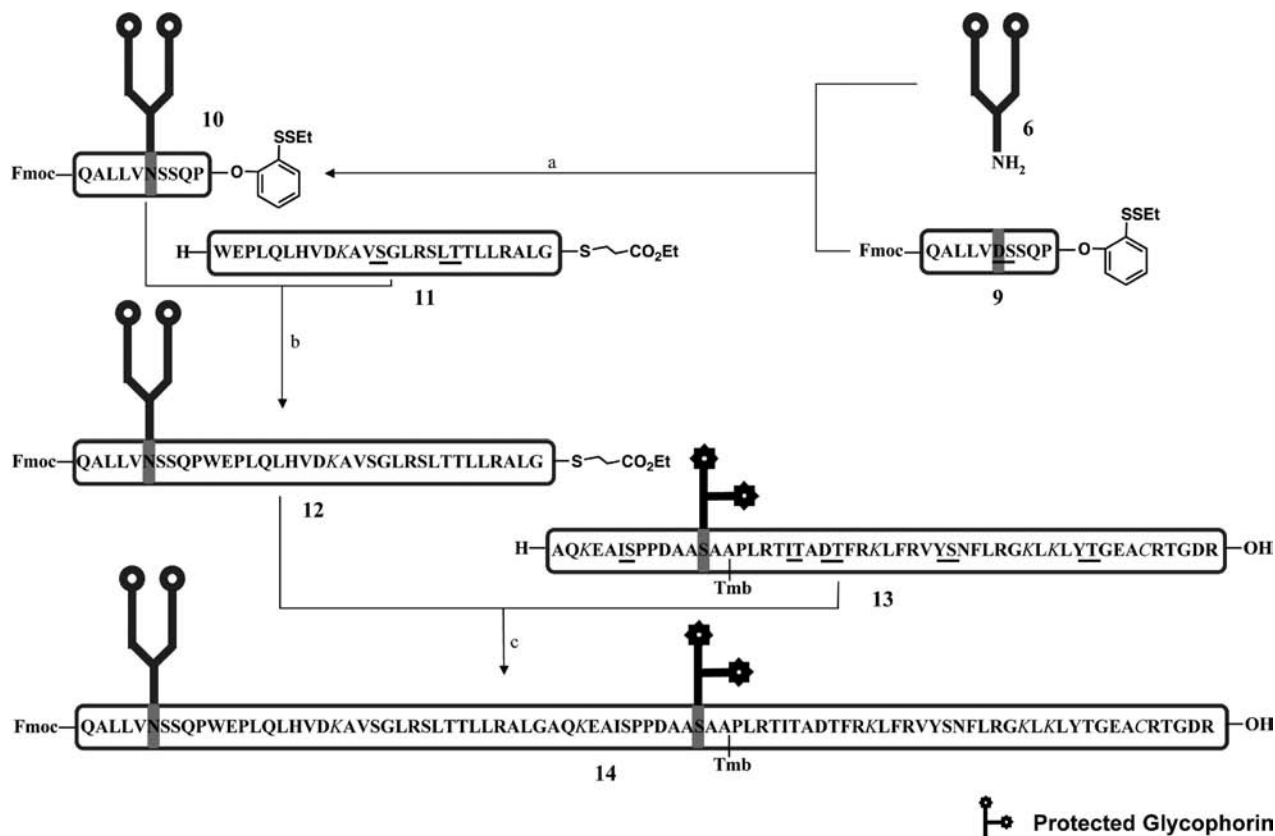 10
SSEt
Fmoc
QALLVNSSQP
O
a
6
NH2
H
WEPLQLHVDKAVSGLRSLTTLLRALG
S
CO2Et
11
Fmoc
QALLVDSSQP
O
SSEt
9
b
Fmoc
QALLVNSSQPWEPLQLHVDKAVSGLRSLTTLLRALG
S
CO2Et
12
H
AQKEAISPPDAASAAPLRTITADTFRKLFRVYSNFLRGKLKLYTGEACRTGDR
OH
Tmb
13
c
Fmoc
QALLVNSSQPWEPLQLHVDKAVSGLRSLTTLLRALGAQKEAISPPDAASAAPLRTITADTFRKLFRVYSNFLRGKLKLYTGEACRTGDR
OH
Tmb
14
Protected Glycophorin